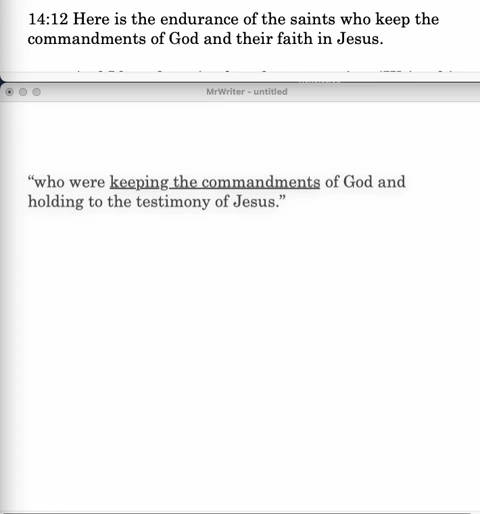 14:12 Here is the endurance of the saints who keep the
commandments of God and their faith in Jesus.
MrWriter - untitled
“who were keeping the commandments of God and
holding to the testimony of Jesus.”